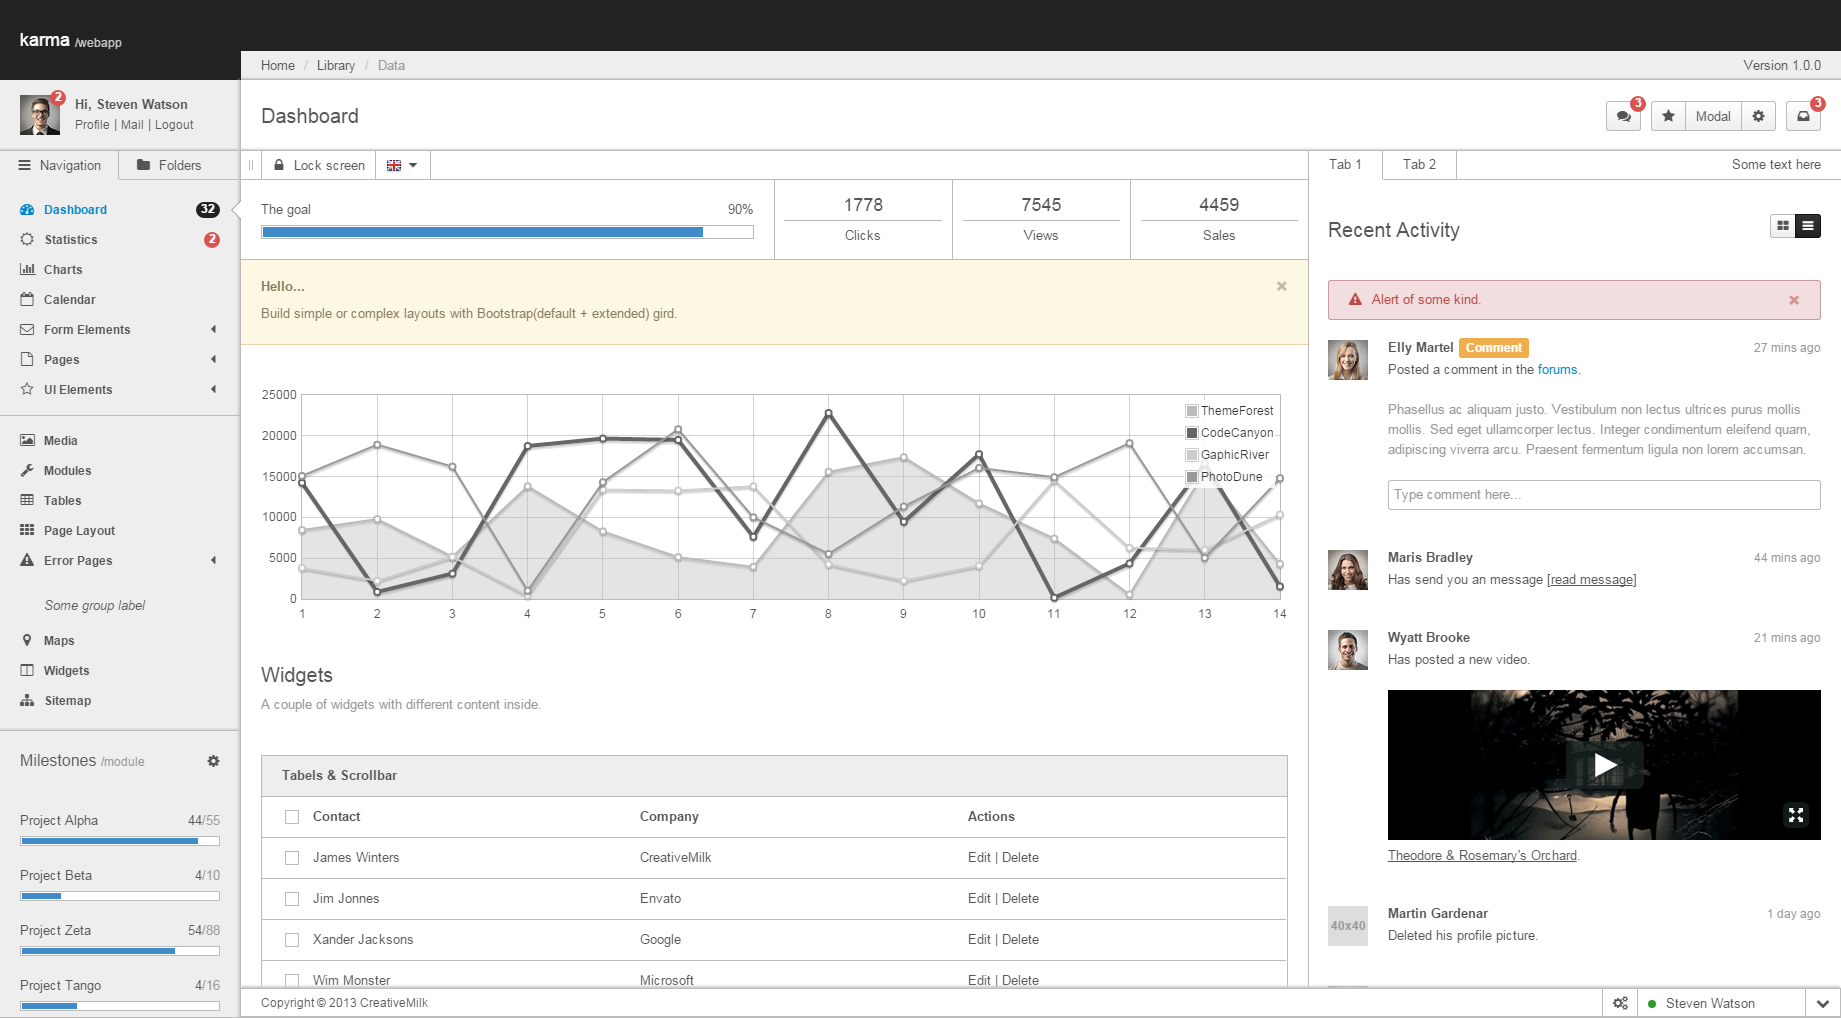 karma /webapp
Home / Library / Data
Version 1.0.0
2
Hi, Steven Watson
Profile | Mail | Logout
Dashboard
3
Modal
3
Navigation
Folders
Lock screen
Tab 1
Tab 2
Some text here
Dashboard 32
Statistics 2
Charts
Calendar
Form Elements
Pages
UI Elements
Media
Modules
Tables
Page Layout
Error Pages
Some group label
Maps
Widgets
Sitemap
Milestones /module
Project Alpha 44/55
Project Beta 4/10
Project Zeta 54/88
Project Tango 4/16
The goal 90%
1778
Clicks
7545
Views
4459
Sales
Hello...
Build simple or complex layouts with Bootstrap(default + extended) gird.
25000
20000
15000
10000
5000
0
1 2 3 4 5 6 7 8 9 10 11 12 13 14
ThemeForest
CodeCanyon
GaphicRiver
PhotoDune
Widgets
A couple of widgets with different content inside.
Tabels & Scrollbar
Contact Company Actions
James Winters CreativeMilk Edit | Delete
Jim Jonnes Envato Edit | Delete
Xander Jacksons Google Edit | Delete
Wim Monster Microsoft Edit | Delete
Recent Activity
Alert of some kind.
Elly Martel Comment 27 mins ago
Posted a comment in the forums.
Phasellus ac aliquam justo. Vestibulum non lectus ultrices purus mollis
mollis. Sed eget ullamcorper lectus. Integer condimentum eleifend quam,
adipiscing viverra arcu. Praesent fermentum ligula non lorem accumsan.
Type comment here...
Maris Bradley 44 mins ago
Has send you an message [read message]
Wyatt Brooke 21 mins ago
Has posted a new video.
Theodore & Rosemary's Orchard.
40x40
Martin Gardenar 1 day ago
Deleted his profile picture.
Copyright © 2013 CreativeMilk
Steven Watson